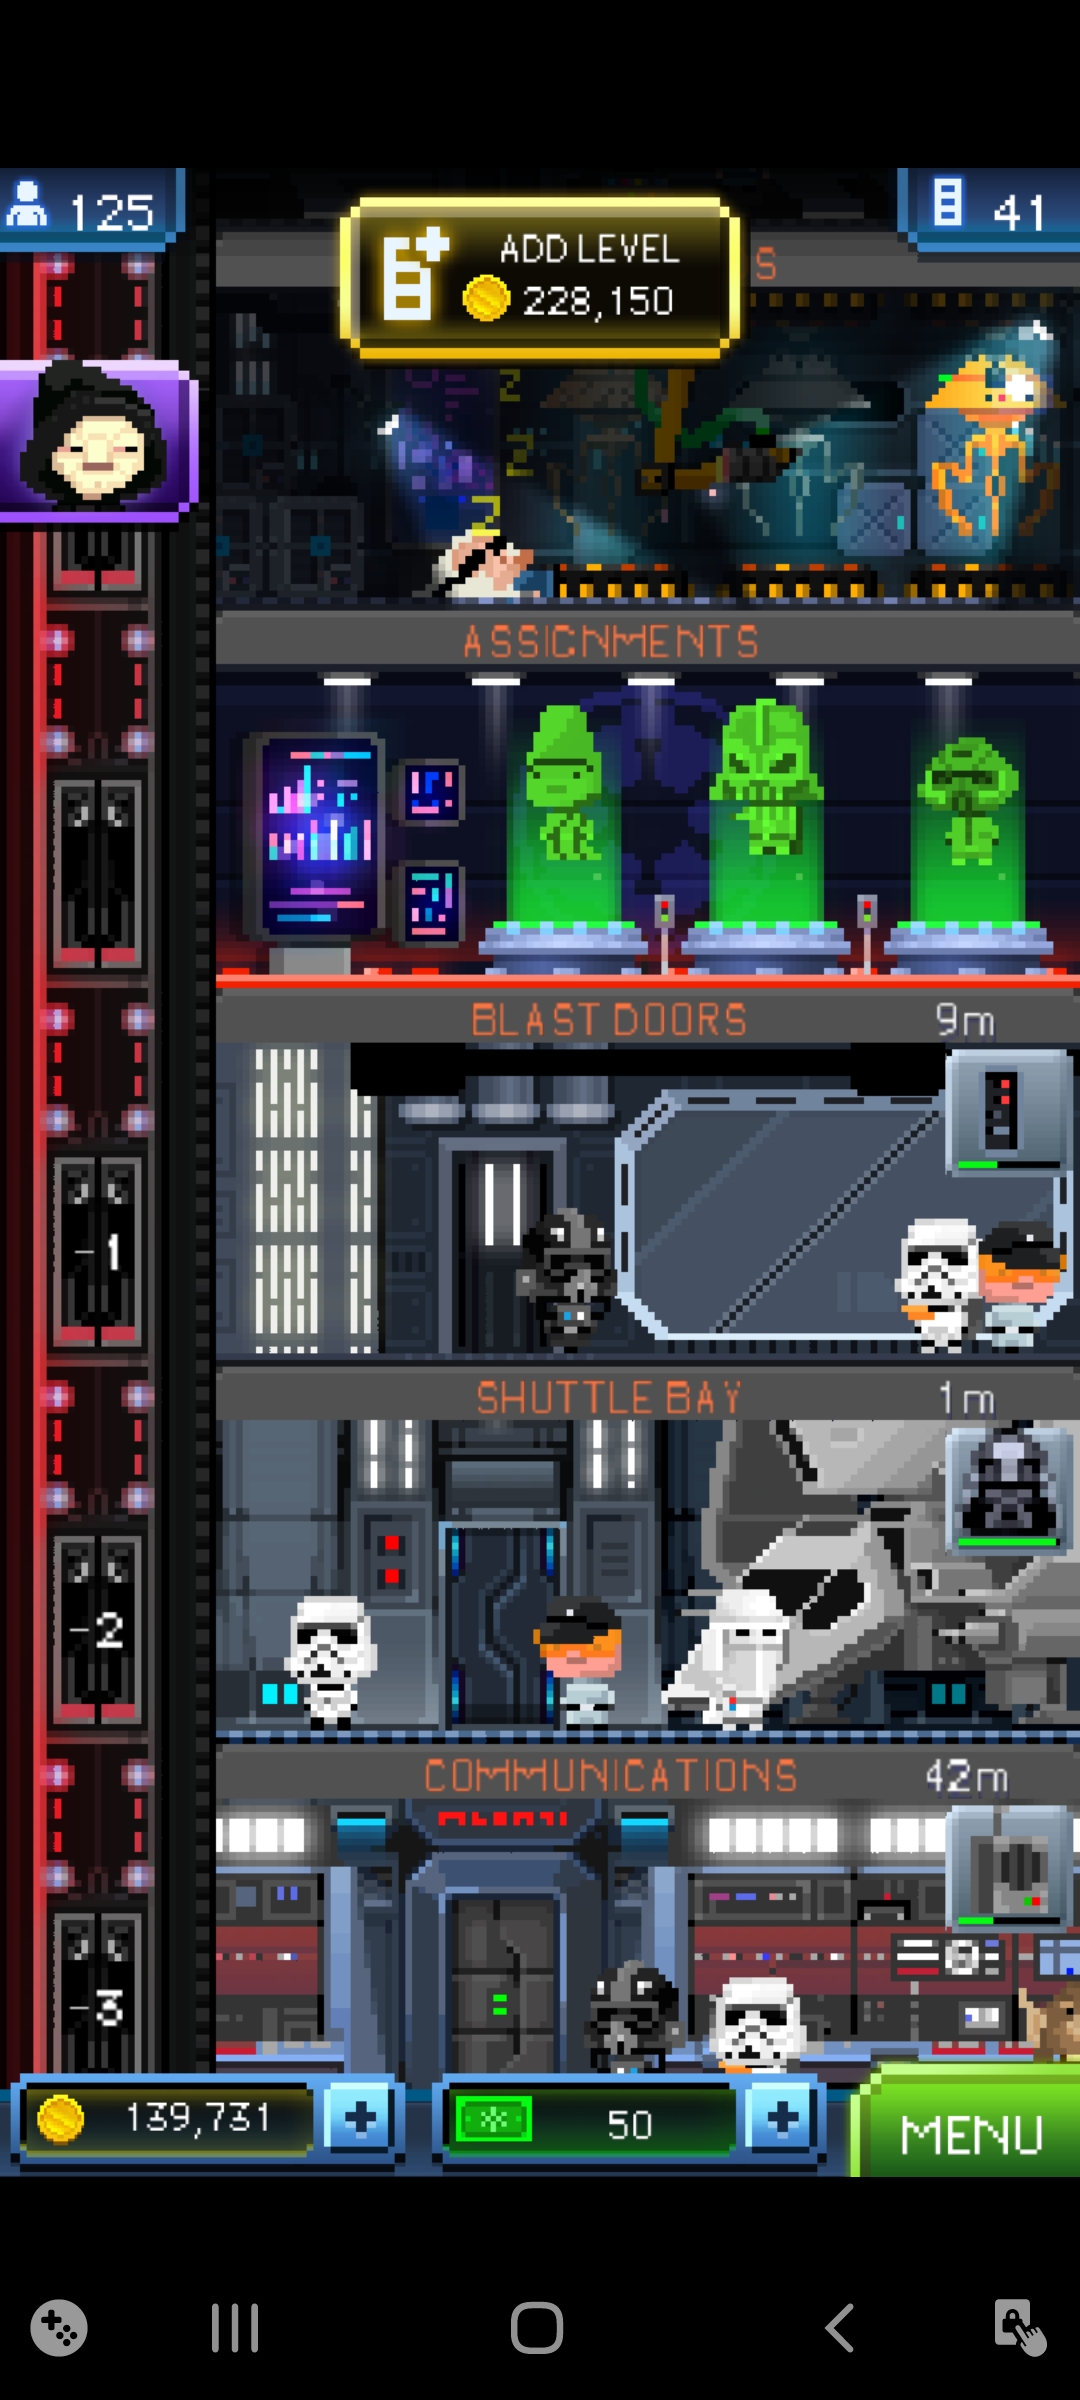 125
41
ADD LEVEL
228,150
S
Z
Z
Z
ASSIGNMENTS
BLAST DOORS 9m
-1
SHUTTLE BAY 1m
-2
COMMUNICATIONS 42m
-3
139,731
50
MENU